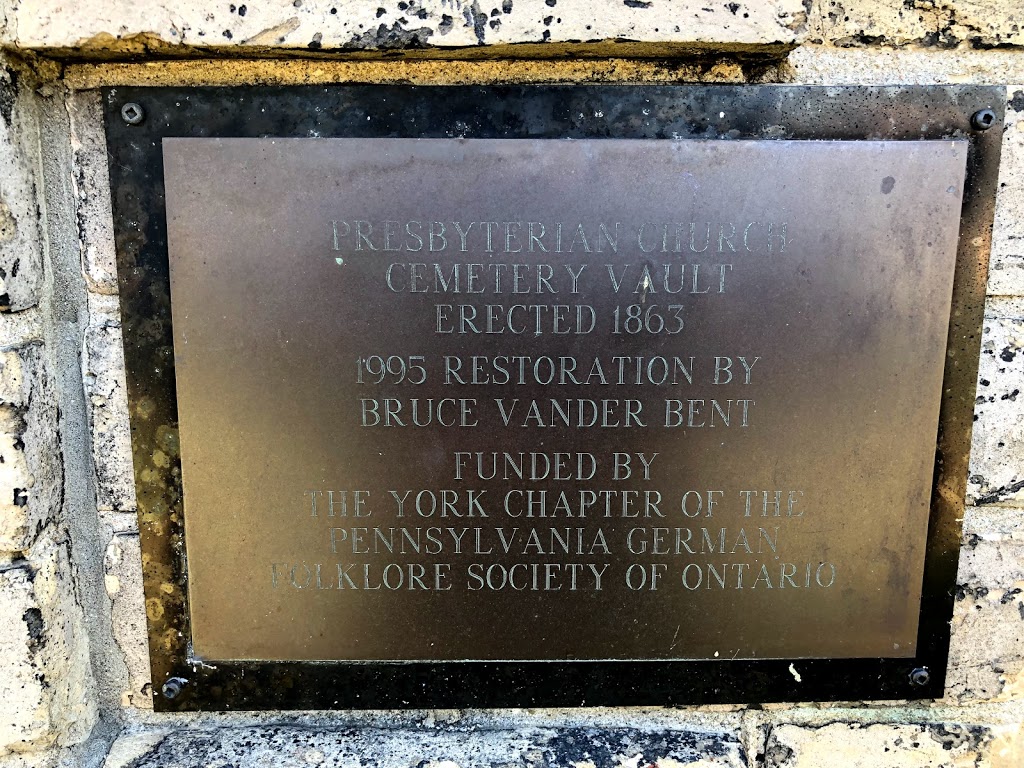 PRESBYTERIAN CHURCH
CEMETERY VAULT
ERECTED 1863
1995 RESTORATION BY
BRUCE VANDER BENT
FUNDED BY
THE YORK CHAPTER OF THE
PENNSYLVANIA GERMAN
FOLKLORE SOCIETY OF ONTARIO